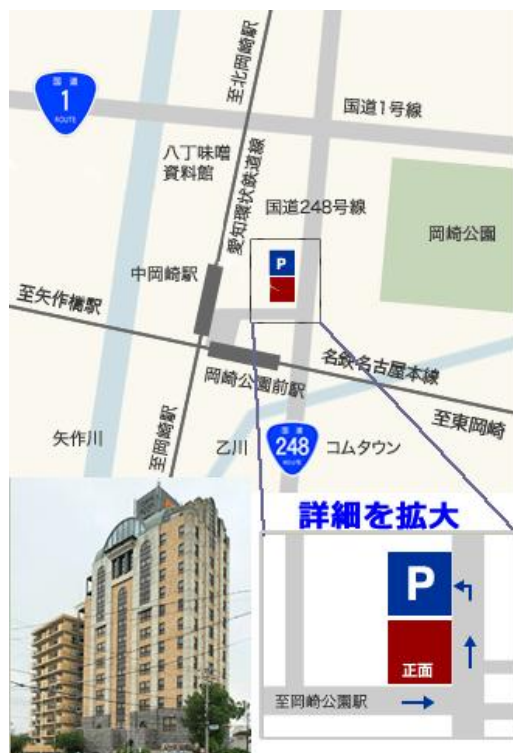 国道
1
ROUTE
至北岡崎駅
国道1号線
八丁味噌
資料館
愛知環状鉄道線
国道248号線
岡崎公園
P
中岡崎駅
至矢作橋駅
岡崎公園前駅
名鉄名古屋本線
至東岡崎
矢作川
至岡崎駅
乙川
国道
248
ROUTE
コムタウン
詳細を拡大
P
正面
至岡崎公園駅